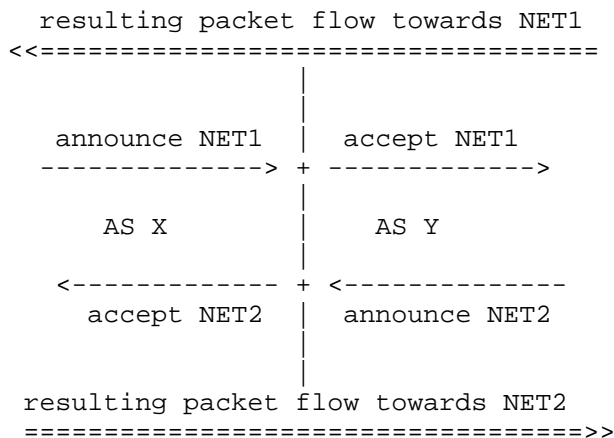 resulting packet flow towards NET1
<<===================================
|
|
announce NET1 | accept NET1
--------------> + ------------->
|
AS X | AS Y
|
<------------- + <--------------
accept NET2 | announce NET2
|
|
resulting packet flow towards NET2
===================================>>